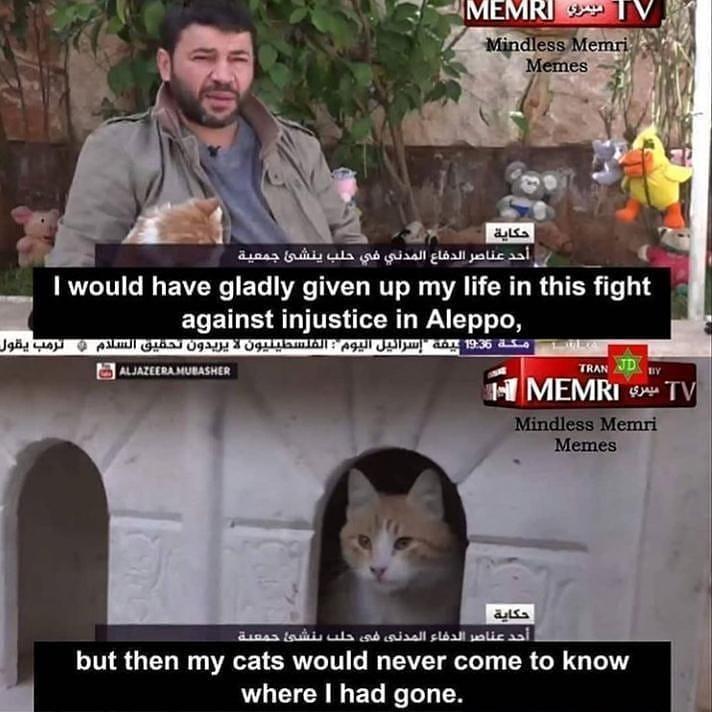 MEMRI ميمري TV
Mindless Memri
Memes
حكاية
أحد عناصر الدفاع المدني في حلب ينشئ جمعية
I would have gladly given up my life in this fight
against injustice in Aleppo,
مكة 19:36
إسرائيل اليوم": الفلسطينيون لا يريدون تحقيق السلام
ترمب يقول
ALJAZEERA.MUBASHER
TRAN
JD
BY
MEMRI ميمري TV
Mindless Memri
Memes
حكاية
أحد عناصر الدفاع المدني في حلب ينشئ جمعية
but then my cats would never come to know
where I had gone.